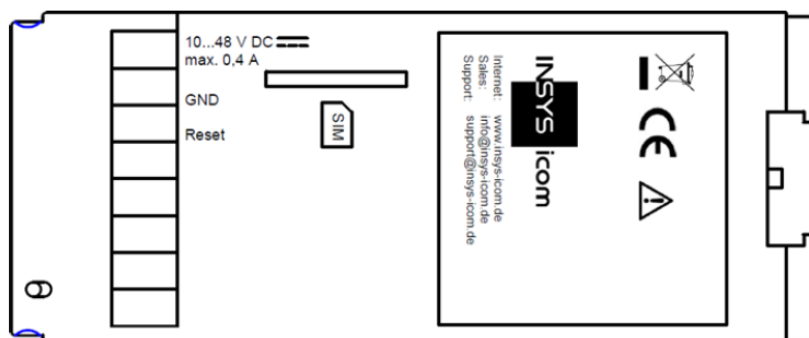 10...48 V DC
max. 0,4 A
GND
Reset
SIM
INSYS icom
Internet: www.insys-icom.de
Sales: info@insys-icom.de
Support: support@insys-icom.de
CE